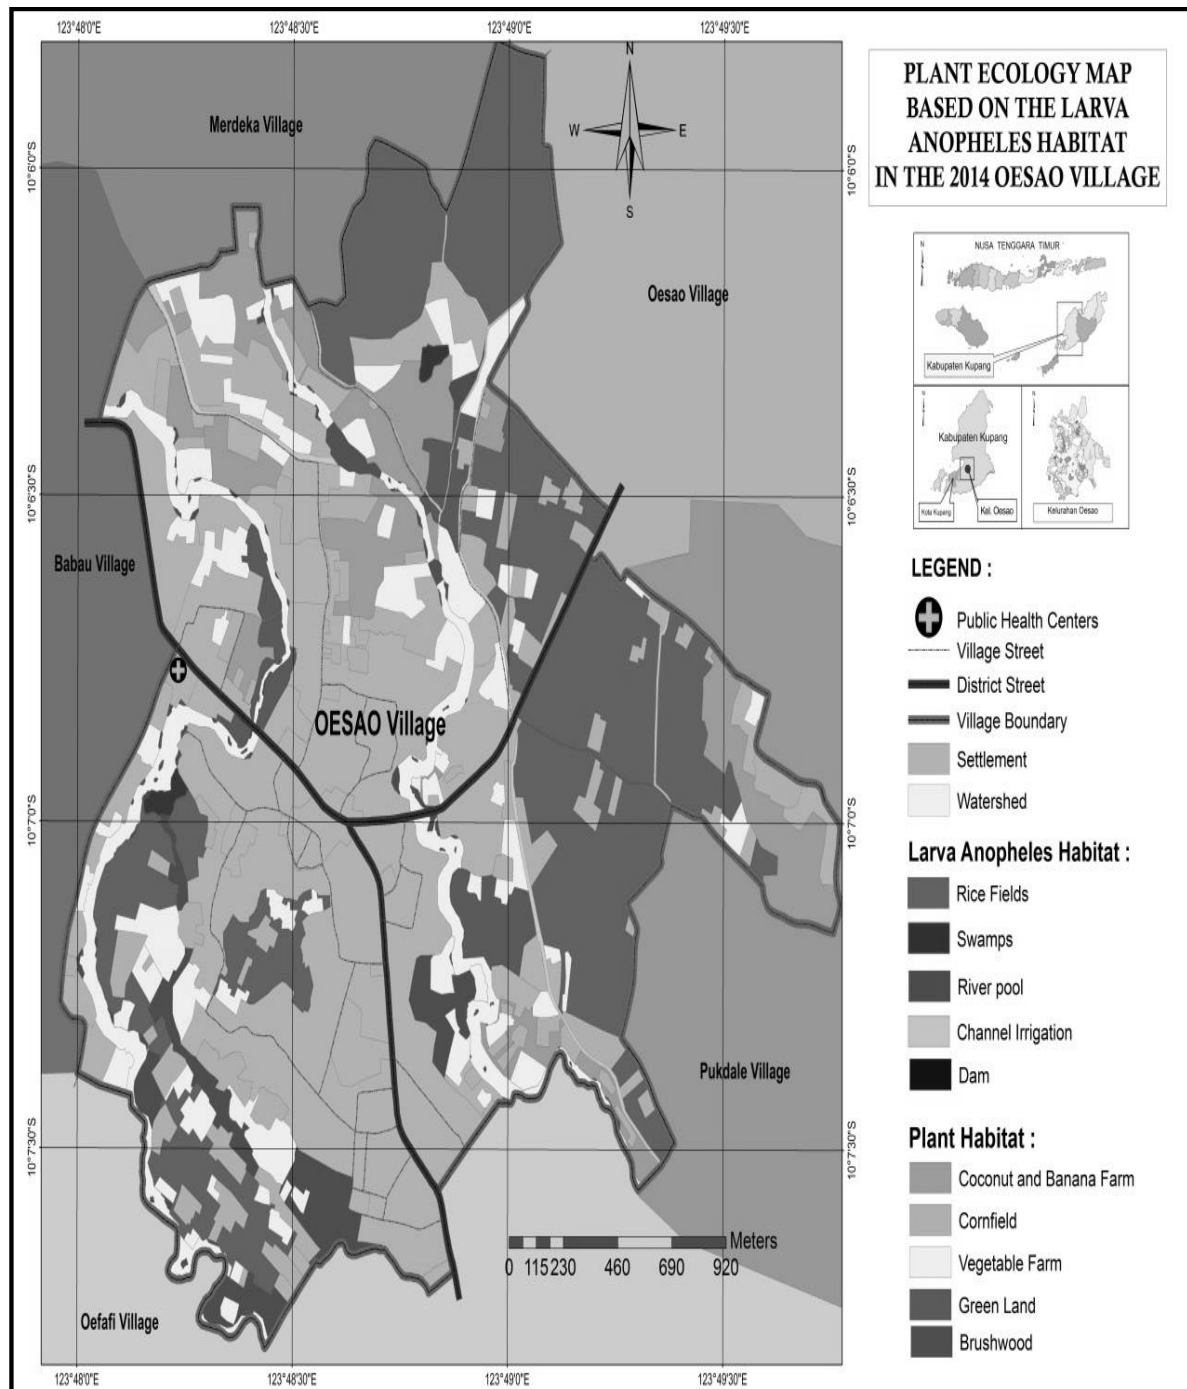 123°48'0"E
123°48'30"E
123°49'0"E
123°49'30"E
PLANT ECOLOGY MAP
BASED ON THE LARVA
ANOPHELES HABITAT
IN THE 2014 OESAO VILLAGE
N
W
E
S
Merdeka Village
10°6'0"S
10°6'0"S
Oesao Village
N
NUSA TENGGARA TIMUR
Kabupaten Kupang
Kabupaten Kupang
Kota Kupang
Kel. Oesao
Kelurahan Oesao
10°6'30"S
10°6'30"S
Babau Village
OESAO Village
10°7'0"S
10°7'0"S
Pukdale Village
10°7'30"S
10°7'30"S
Meters
0 115 230 460 690 920
Oefafi Village
123°48'0"E
123°48'30"E
123°49'0"E
123°49'30"E
LEGEND :
Public Health Centers
Village Street
District Street
Village Boundary
Settlement
Watershed
Larva Anopheles Habitat :
Rice Fields
Swamps
River pool
Channel Irrigation
Dam
Plant Habitat :
Coconut and Banana Farm
Cornfield
Vegetable Farm
Green Land
Brushwood